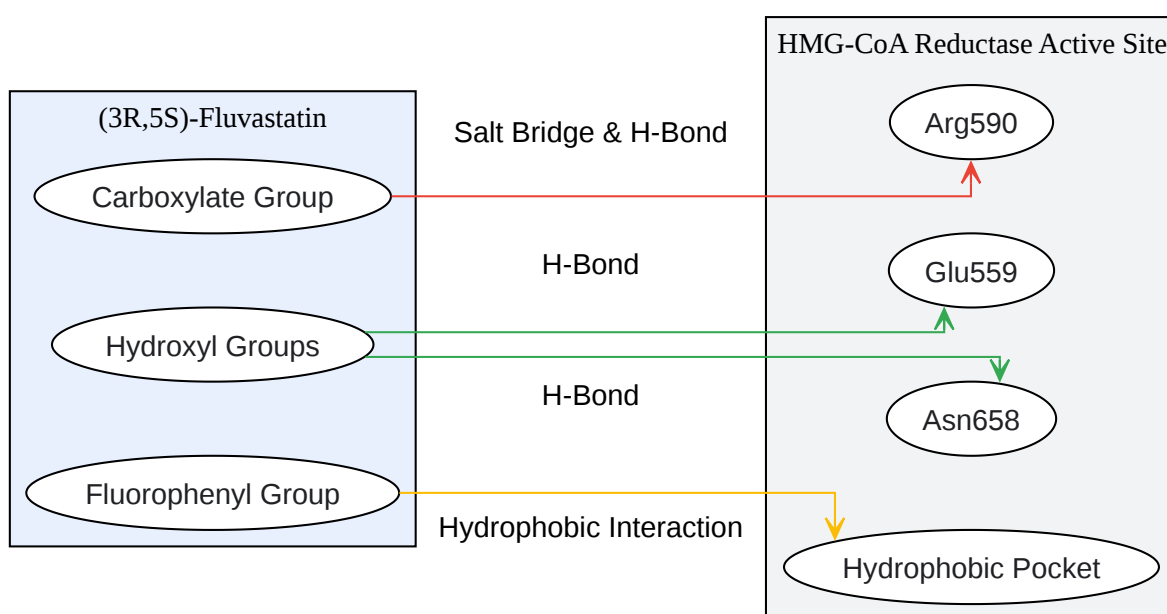 HMG-CoA Reductase Active Site
(3R,5S)-Fluvastatin
Salt Bridge & H-Bond
Arg590
Carboxylate Group
H-Bond
Glu559
Hydroxyl Groups
H-Bond
Asn658
Fluorophenyl Group
Hydrophobic Interaction
Hydrophobic Pocket